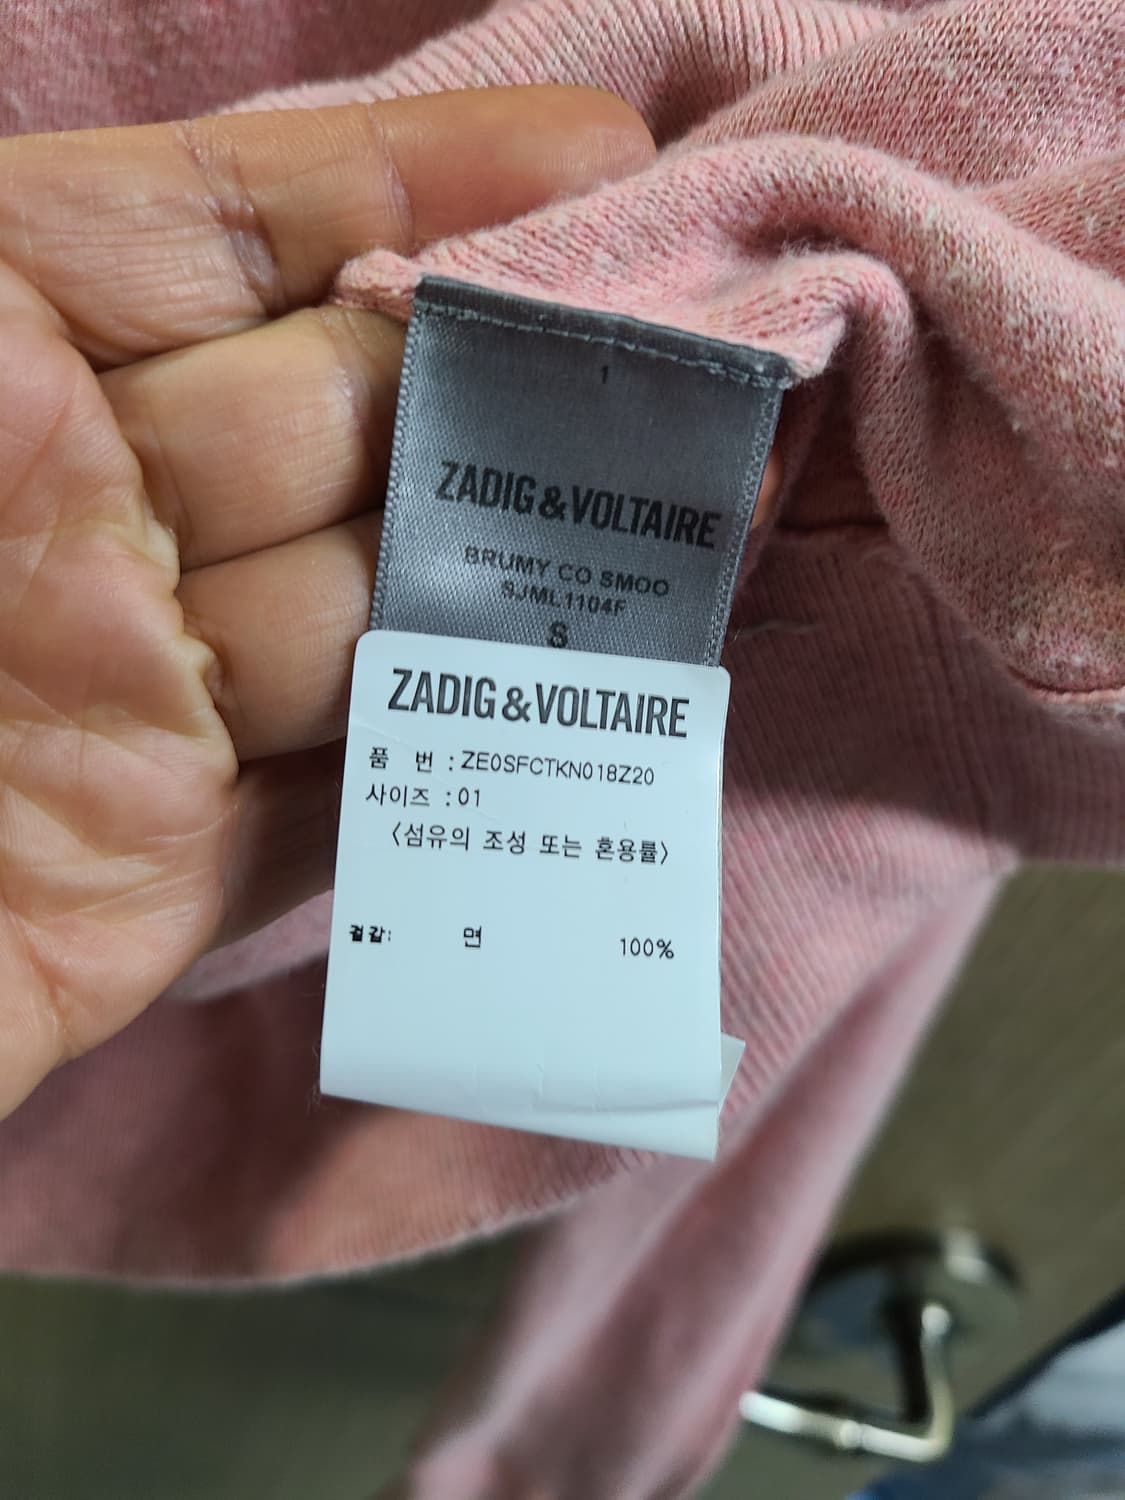 1
ZADIG&VOLTAIRE
BRUMY CO SMOO
SJML1104F
S
ZADIG&VOLTAIRE
품 번 :ZE0SFCTKN018Z20
사이즈 :01
〈섬유의 조성 또는 혼용률〉
겉감: 면 100%